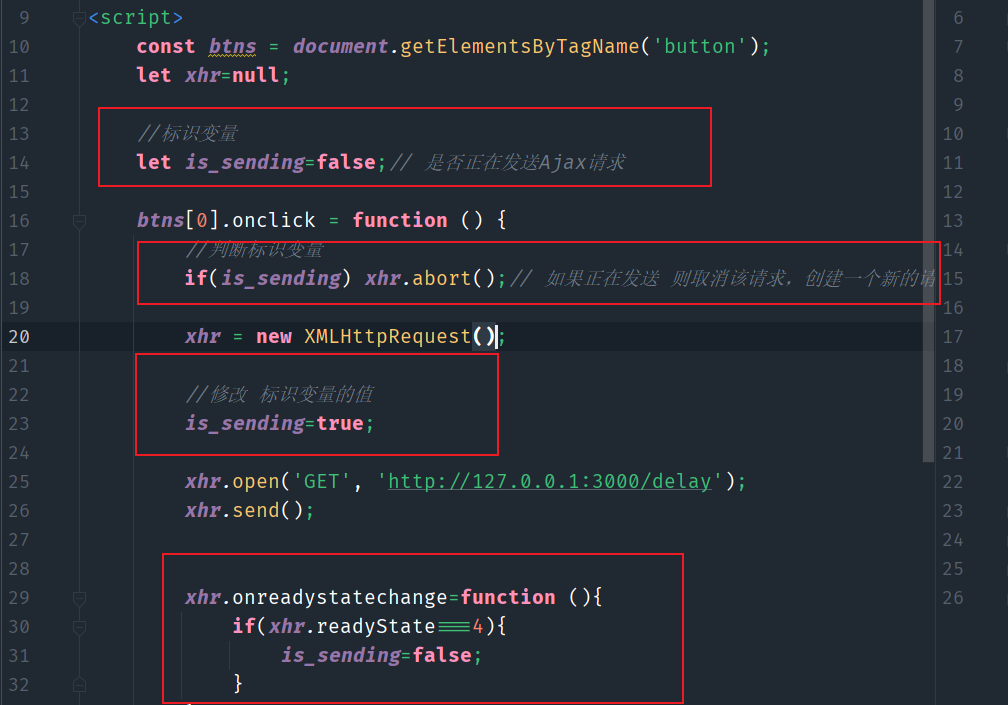 9 <script>
10 const btns = document.getElementsByTagName('button');
11 let xhr=null;
12
13 //标识变量
14 let is_sending=false;// 是否正在发送Ajax请求
15
16 btns[0].onclick = function () {
17 //判断标识变量
18 if(is_sending) xhr.abort();// 如果正在发送 则取消该请求，创建一个新的请
19
20 xhr = new XMLHttpRequest();
21
22 //修改 标识变量的值
23 is_sending=true;
24
25 xhr.open('GET', 'http://127.0.0.1:3000/delay');
26 xhr.send();
27
28
29 xhr.onreadystatechange=function (){
30 if(xhr.readyState===4){
31 is_sending=false;
32 }
6
7
8
9
10
11
12
13
14
15
16
17
18
19
20
21
22
23
24
25
26